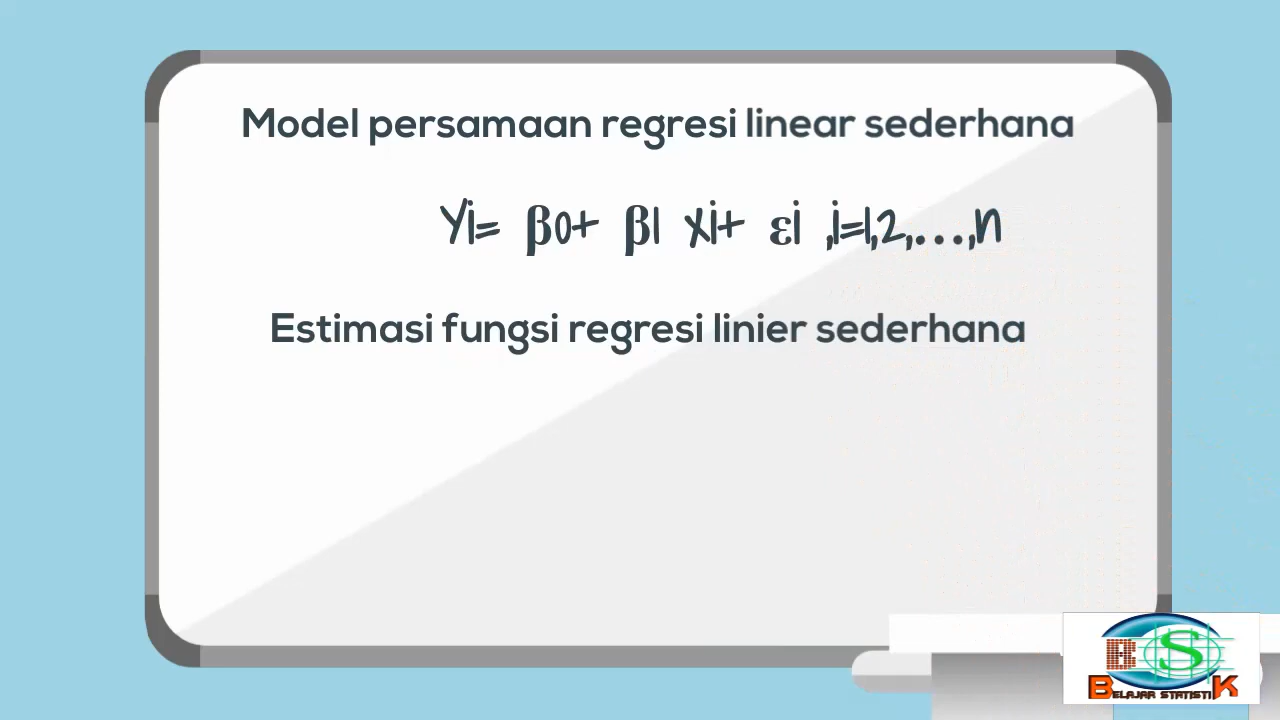 Model persamaan regresi linear sederhana
Yi= β0+ β1 xi+ εi ,i=1,2,...,n
Estimasi fungsi regresi linier sederhana
BS
BELAJAR STATISTIK